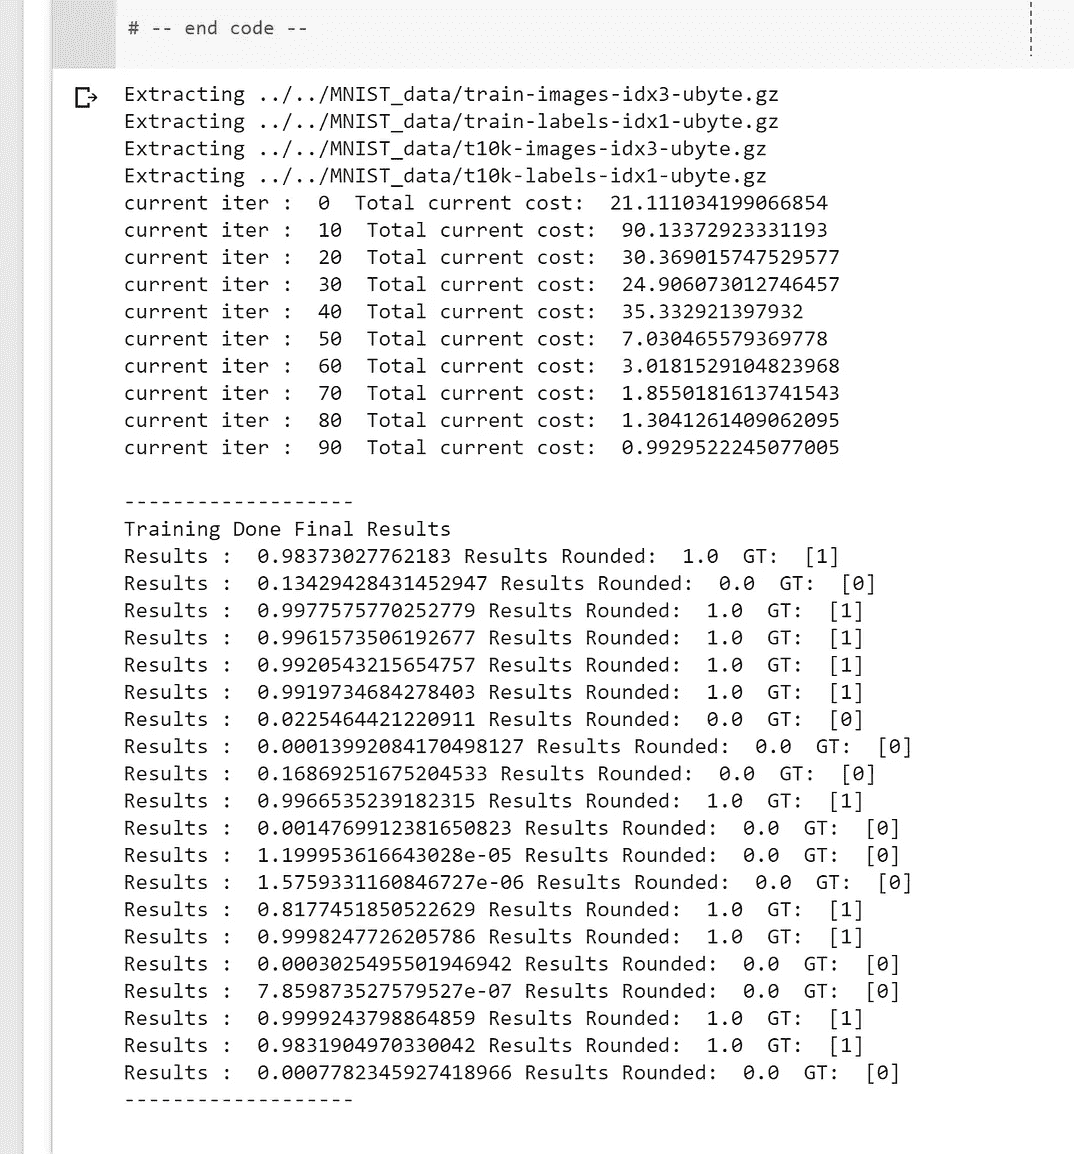 # -- end code --
Extracting ../../MNIST_data/train-images-idx3-ubyte.gz
Extracting ../../MNIST_data/train-labels-idx1-ubyte.gz
Extracting ../../MNIST_data/t10k-images-idx3-ubyte.gz
Extracting ../../MNIST_data/t10k-labels-idx1-ubyte.gz
current iter :  0  Total current cost:  21.111034199066854
current iter :  10  Total current cost:  90.13372923331193
current iter :  20  Total current cost:  30.369015747529577
current iter :  30  Total current cost:  24.906073012746457
current iter :  40  Total current cost:  35.332921397932
current iter :  50  Total current cost:  7.030465579369778
current iter :  60  Total current cost:  3.0181529104823968
current iter :  70  Total current cost:  1.8550181613741543
current iter :  80  Total current cost:  1.3041261409062095
current iter :  90  Total current cost:  0.9929522245077005
-------------------
Training Done Final Results
Results :  0.98373027762183 Results Rounded:  1.0  GT:  [1]
Results :  0.13429428431452947 Results Rounded:  0.0  GT:  [0]
Results :  0.9977575770252779 Results Rounded:  1.0  GT:  [1]
Results :  0.9961573506192677 Results Rounded:  1.0  GT:  [1]
Results :  0.9920543215654757 Results Rounded:  1.0  GT:  [1]
Results :  0.9919734684278403 Results Rounded:  1.0  GT:  [1]
Results :  0.0225464421220911 Results Rounded:  0.0  GT:  [0]
Results :  0.00013992084170498127 Results Rounded:  0.0  GT:  [0]
Results :  0.16869251675204533 Results Rounded:  0.0  GT:  [0]
Results :  0.9966535239182315 Results Rounded:  1.0  GT:  [1]
Results :  0.0014769912381650823 Results Rounded:  0.0  GT:  [0]
Results :  1.199953616643028e-05 Results Rounded:  0.0  GT:  [0]
Results :  1.5759331160846727e-06 Results Rounded:  0.0  GT:  [0]
Results :  0.8177451850522629 Results Rounded:  1.0  GT:  [1]
Results :  0.9998247726205786 Results Rounded:  1.0  GT:  [1]
Results :  0.0003025495501946942 Results Rounded:  0.0  GT:  [0]
Results :  7.859873527579527e-07 Results Rounded:  0.0  GT:  [0]
Results :  0.9999243798864859 Results Rounded:  1.0  GT:  [1]
Results :  0.9831904970330042 Results Rounded:  1.0  GT:  [1]
Results :  0.0007782345927418966 Results Rounded:  0.0  GT:  [0]
-------------------